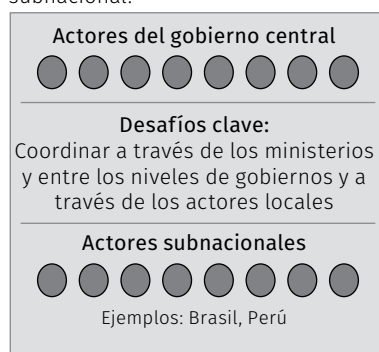 subnacional.
Actores del gobierno central
Desafíos clave:
Coordinar a través de los ministerios
y entre los niveles de gobiernos y a
través de los actores locales
Actores subnacionales
Ejemplos: Brasil, Perú